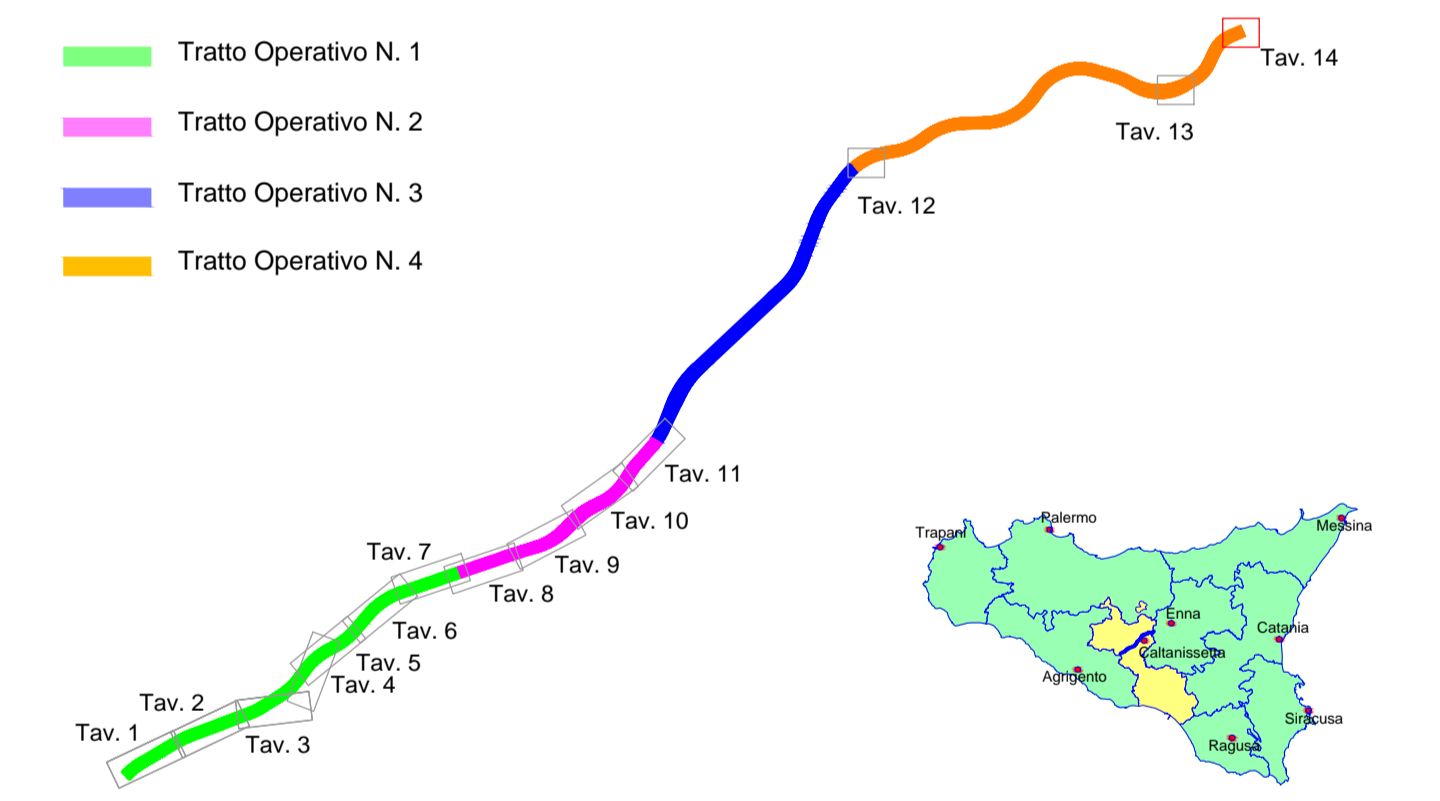 Tratto Operativo N. 1
Tratto Operativo N. 2
Tratto Operativo N. 3
Tratto Operativo N. 4
Tav. 14
Tav. 13
Tav. 12
Tav. 11
Tav. 10
Tav. 9
Tav. 8
Tav. 7
Tav. 6
Tav. 5
Tav. 4
Tav. 2
Tav. 1
Tav. 3
Palermo
Messina
Trapani
Enna
Catania
Caltanissetta
Agrigento
Siracusa
Ragusa